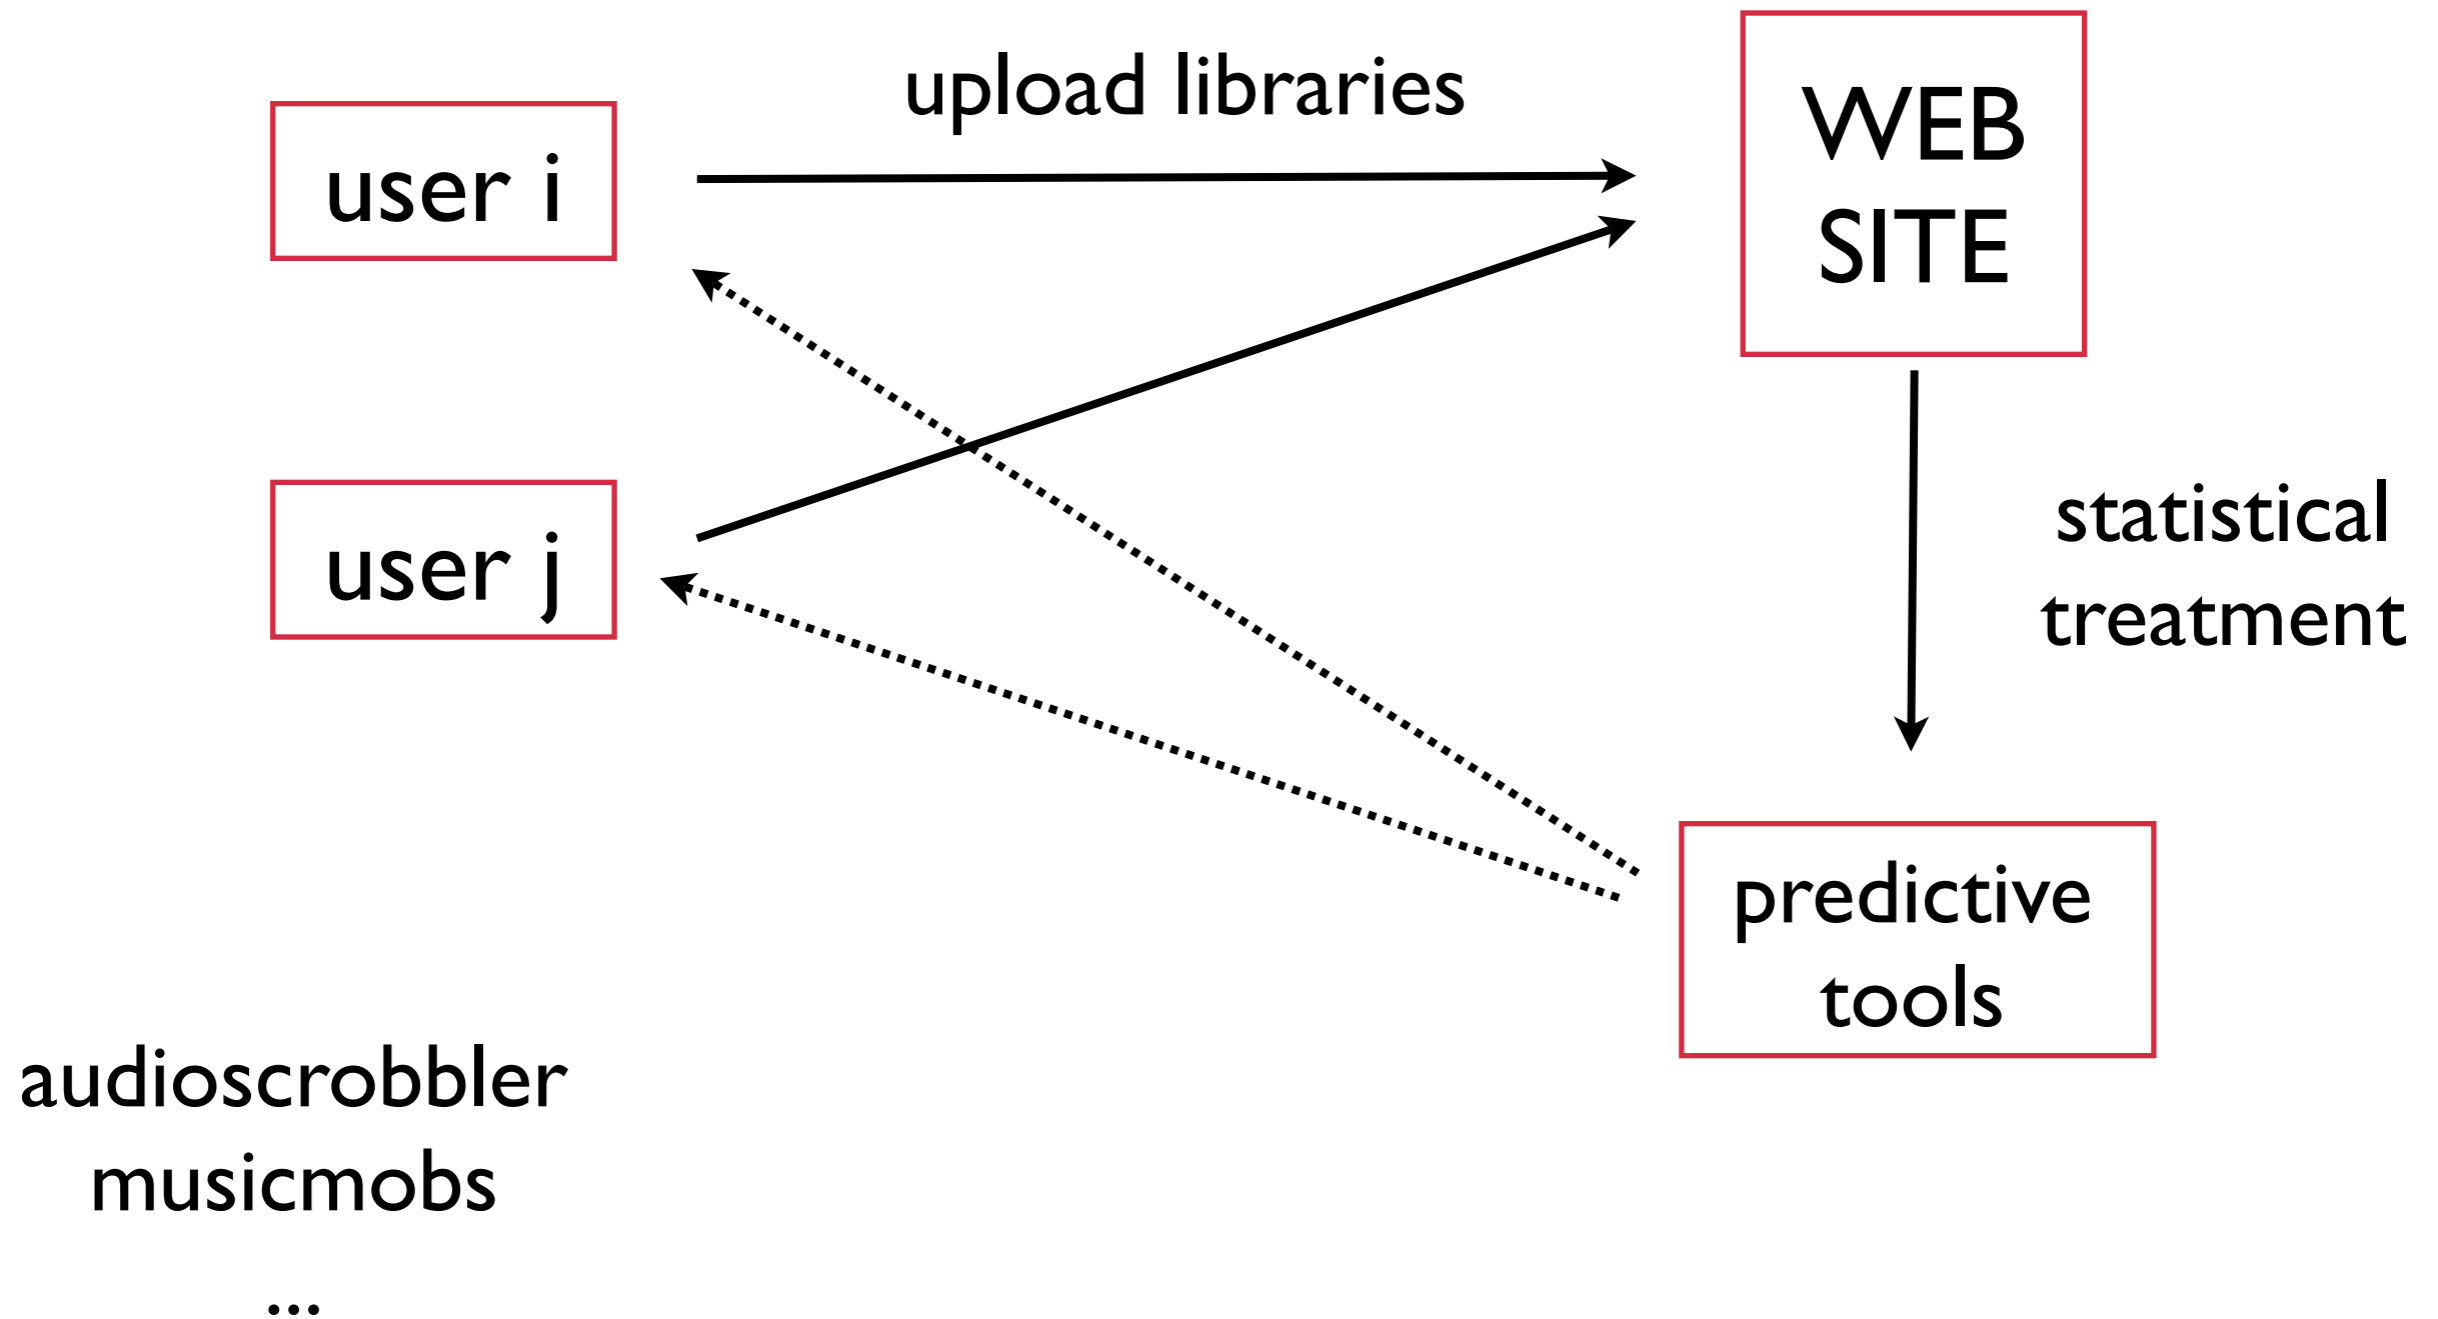 upload libraries
WEB
SITE
user i
user j
statistical
treatment
predictive
tools
audioscrobbler
musicmobs
...